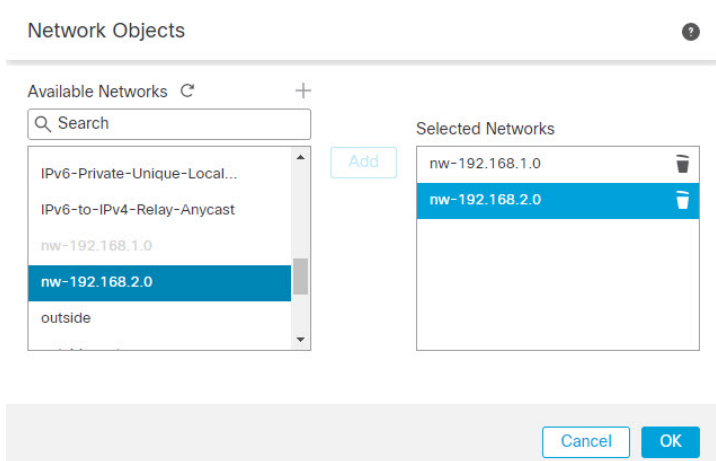 Network Objects
?
Available Networks
Search
IPv6-Private-Unique-Local...
IPv6-to-IPv4-Relay-Anycast
nw-192.168.1.0
nw-192.168.2.0
outside
Add
Selected Networks
nw-192.168.1.0
nw-192.168.2.0
Cancel
OK